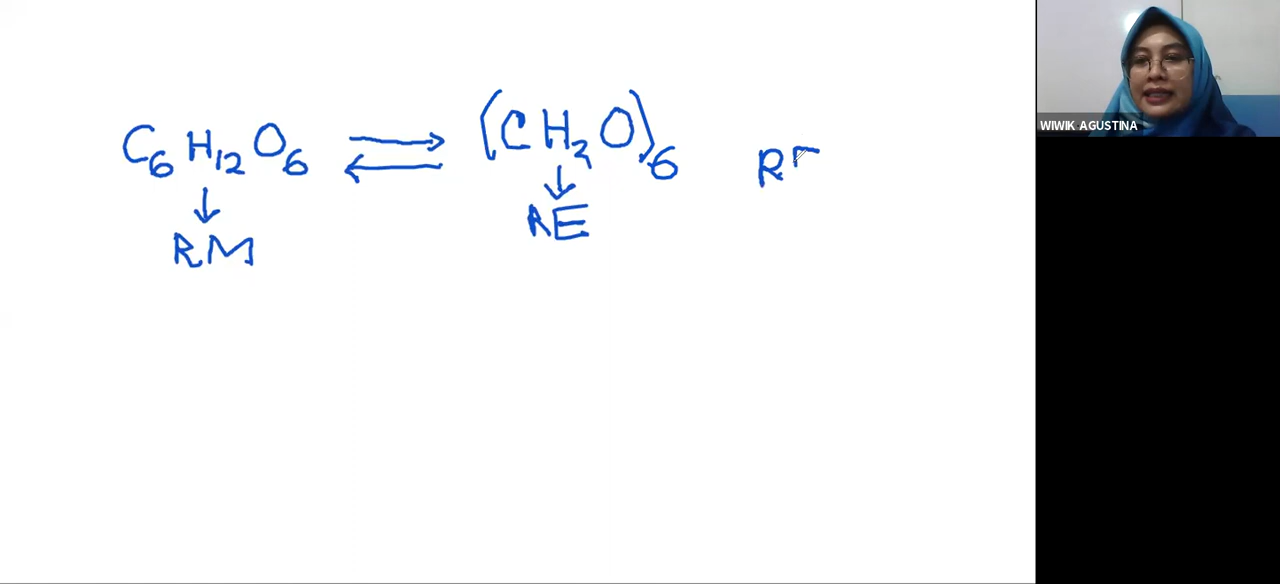 C₆H₁₂O₆ ⇌ (CH₂O)₆ R
↓ ↓
RM RE
WIWIK AGUSTINA